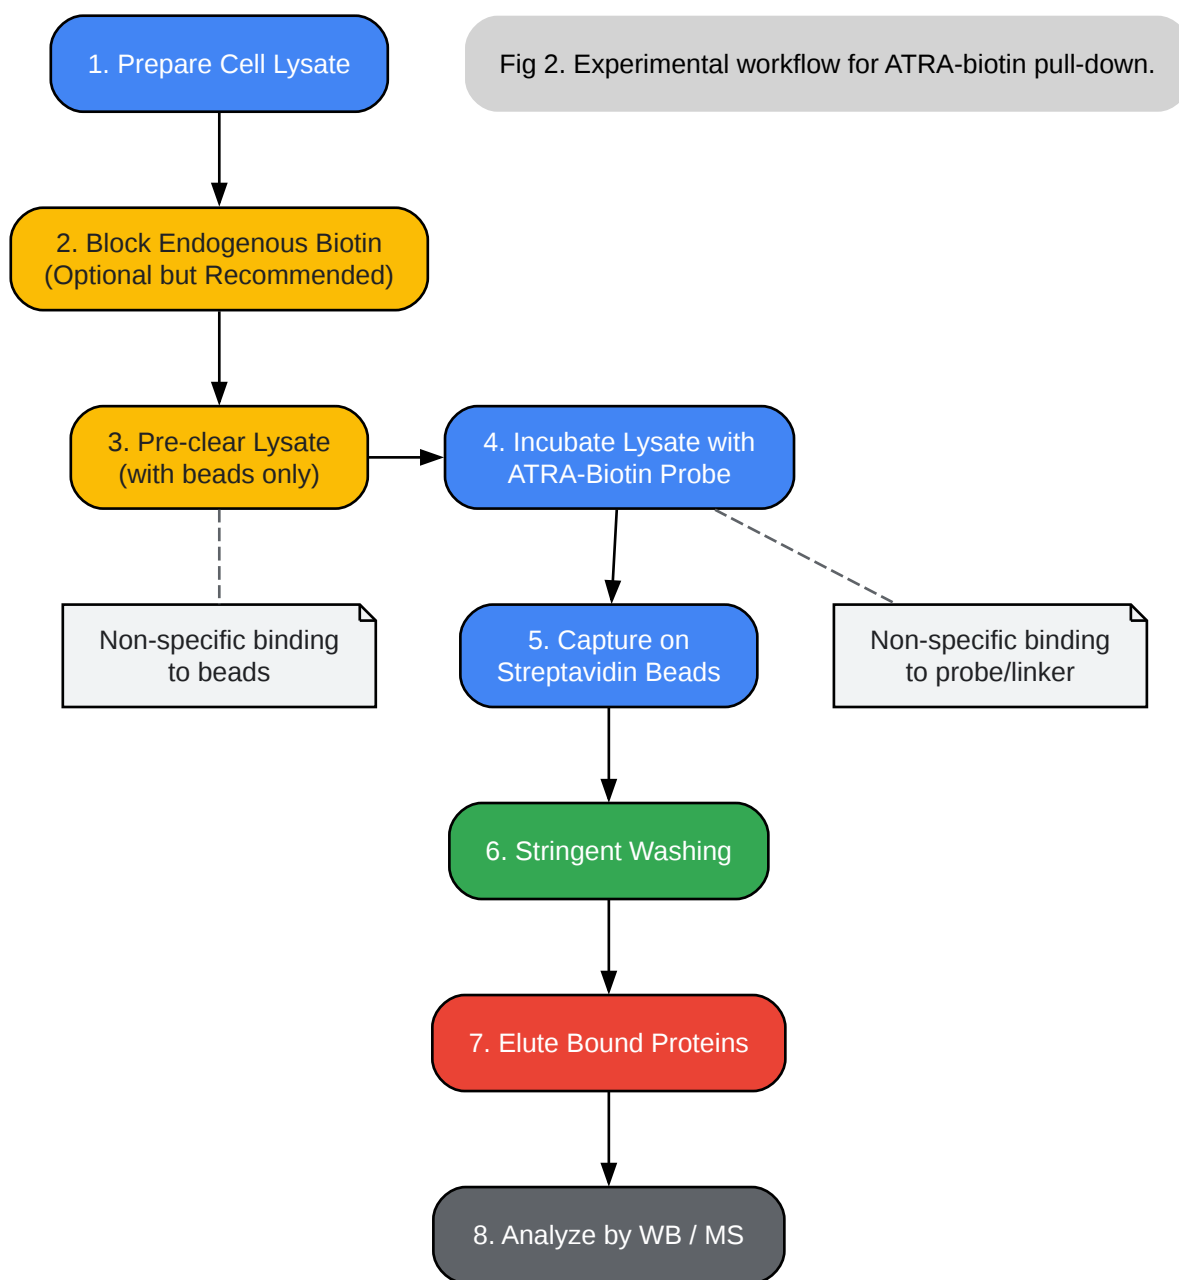 1. Prepare Cell Lysate
Fig 2. Experimental workflow for ATRA-biotin pull-down.
2. Block Endogenous Biotin
(Optional but Recommended)
3. Pre-clear Lysate
(with beads only)
4. Incubate Lysate with
ATRA-Biotin Probe
Non-specific binding
to beads
5. Capture on
Streptavidin Beads
Non-specific binding
to probe/linker
6. Stringent Washing
7. Elute Bound Proteins
8. Analyze by WB / MS